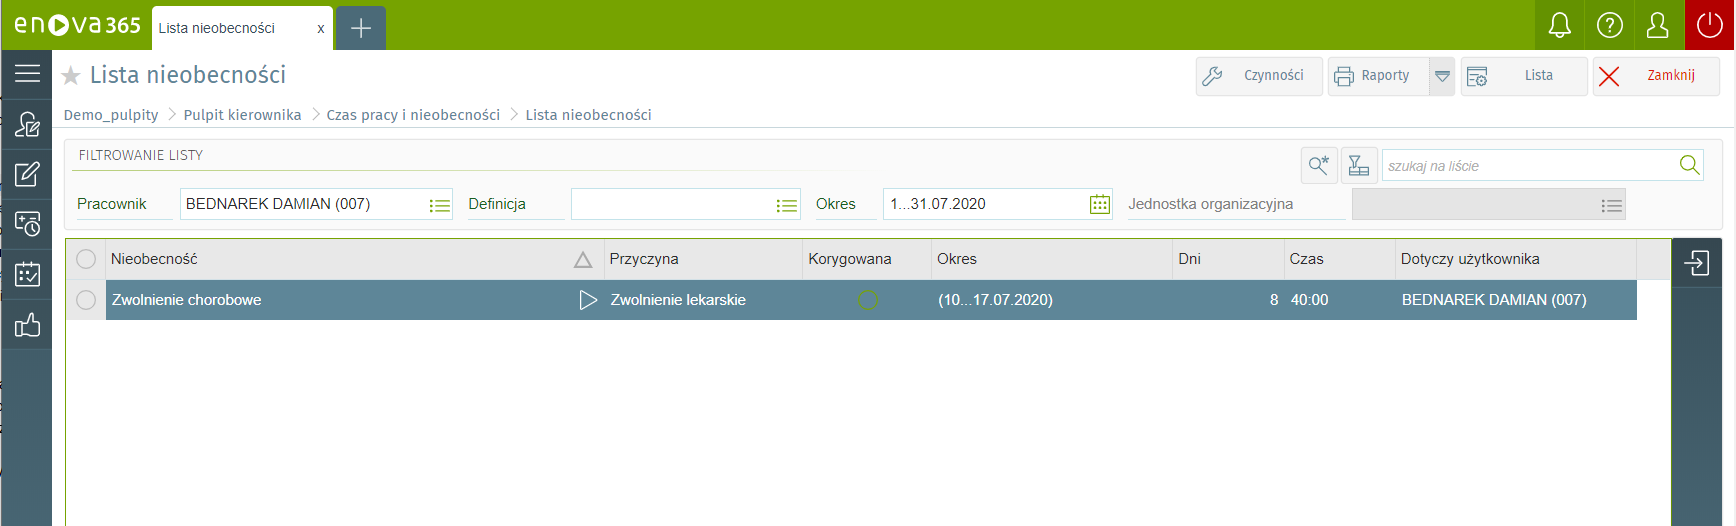 enova365
Lista nieobecności x
Lista nieobecności
Czynności Raporty Lista Zamknij
Demo_pulpity Pulpit kierownika Czas pracy i nieobecności Lista nieobecności
FILTROWANIE LISTY
szukaj na liście
Pracownik BEDNAREK DAMIAN (007) Definicja Okres 1...31.07.2020 Jednostka organizacyjna
Nieobecność Przyczyna Korygowana Okres Dni Czas Dotyczy użytkownika
Zwolnienie chorobowe Zwolnienie lekarskie (10...17.07.2020) 8 40:00 BEDNAREK DAMIAN (007)